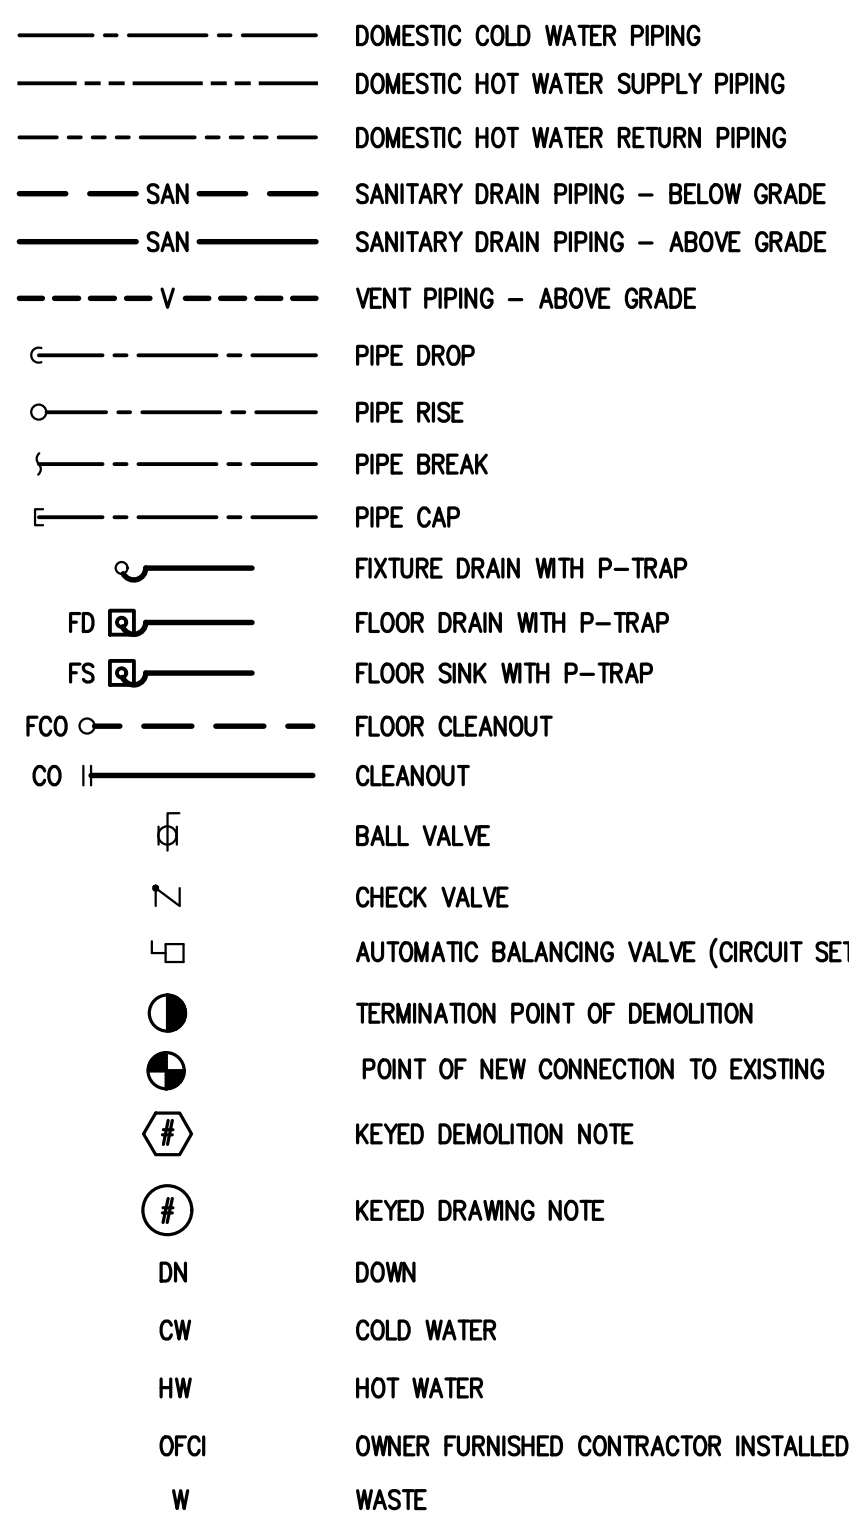 DOMESTIC COLD WATER PIPING
DOMESTIC HOT WATER SUPPLY PIPING
DOMESTIC HOT WATER RETURN PIPING
SAN SANITARY DRAIN PIPING – BELOW GRADE
SAN SANITARY DRAIN PIPING – ABOVE GRADE
V VENT PIPING – ABOVE GRADE
PIPE DROP
PIPE RISE
PIPE BREAK
PIPE CAP
FIXTURE DRAIN WITH P–TRAP
FD FLOOR DRAIN WITH P–TRAP
FS FLOOR SINK WITH P–TRAP
FCO FLOOR CLEANOUT
CO CLEANOUT
BALL VALVE
CHECK VALVE
AUTOMATIC BALANCING VALVE (CIRCUIT SET
TERMINATION POINT OF DEMOLITION
POINT OF NEW CONNECTION TO EXISTING
# KEYED DEMOLITION NOTE
# KEYED DRAWING NOTE
DN DOWN
CW COLD WATER
HW HOT WATER
OFCI OWNER FURNISHED CONTRACTOR INSTALLED
W WASTE